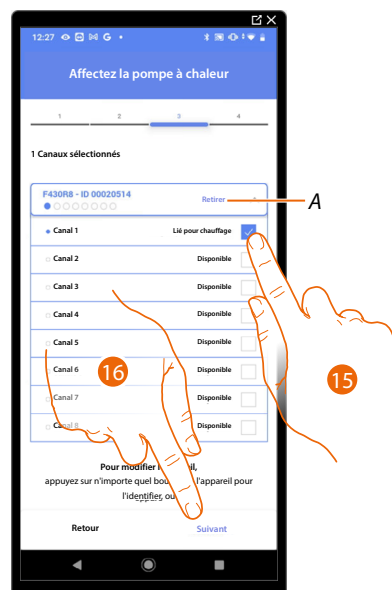 12:27
Affectez la pompe à chaleur
1 2 3 4
1 Canaux sélectionnés
F430R8 - ID 00020514
Retirer
A
Canal 1 Lié pour chauffage
Canal 2 Disponible
Canal 3 Disponible
Canal 4 Disponible
Canal 5 Disponible
Canal 6 Disponible
Canal 7 Disponible
Canal 8 Disponible
16
15
Pour modifier il,
appuyez sur n'importe quel bou l'appareil pour
l'identifier, ou
Retour Suivant